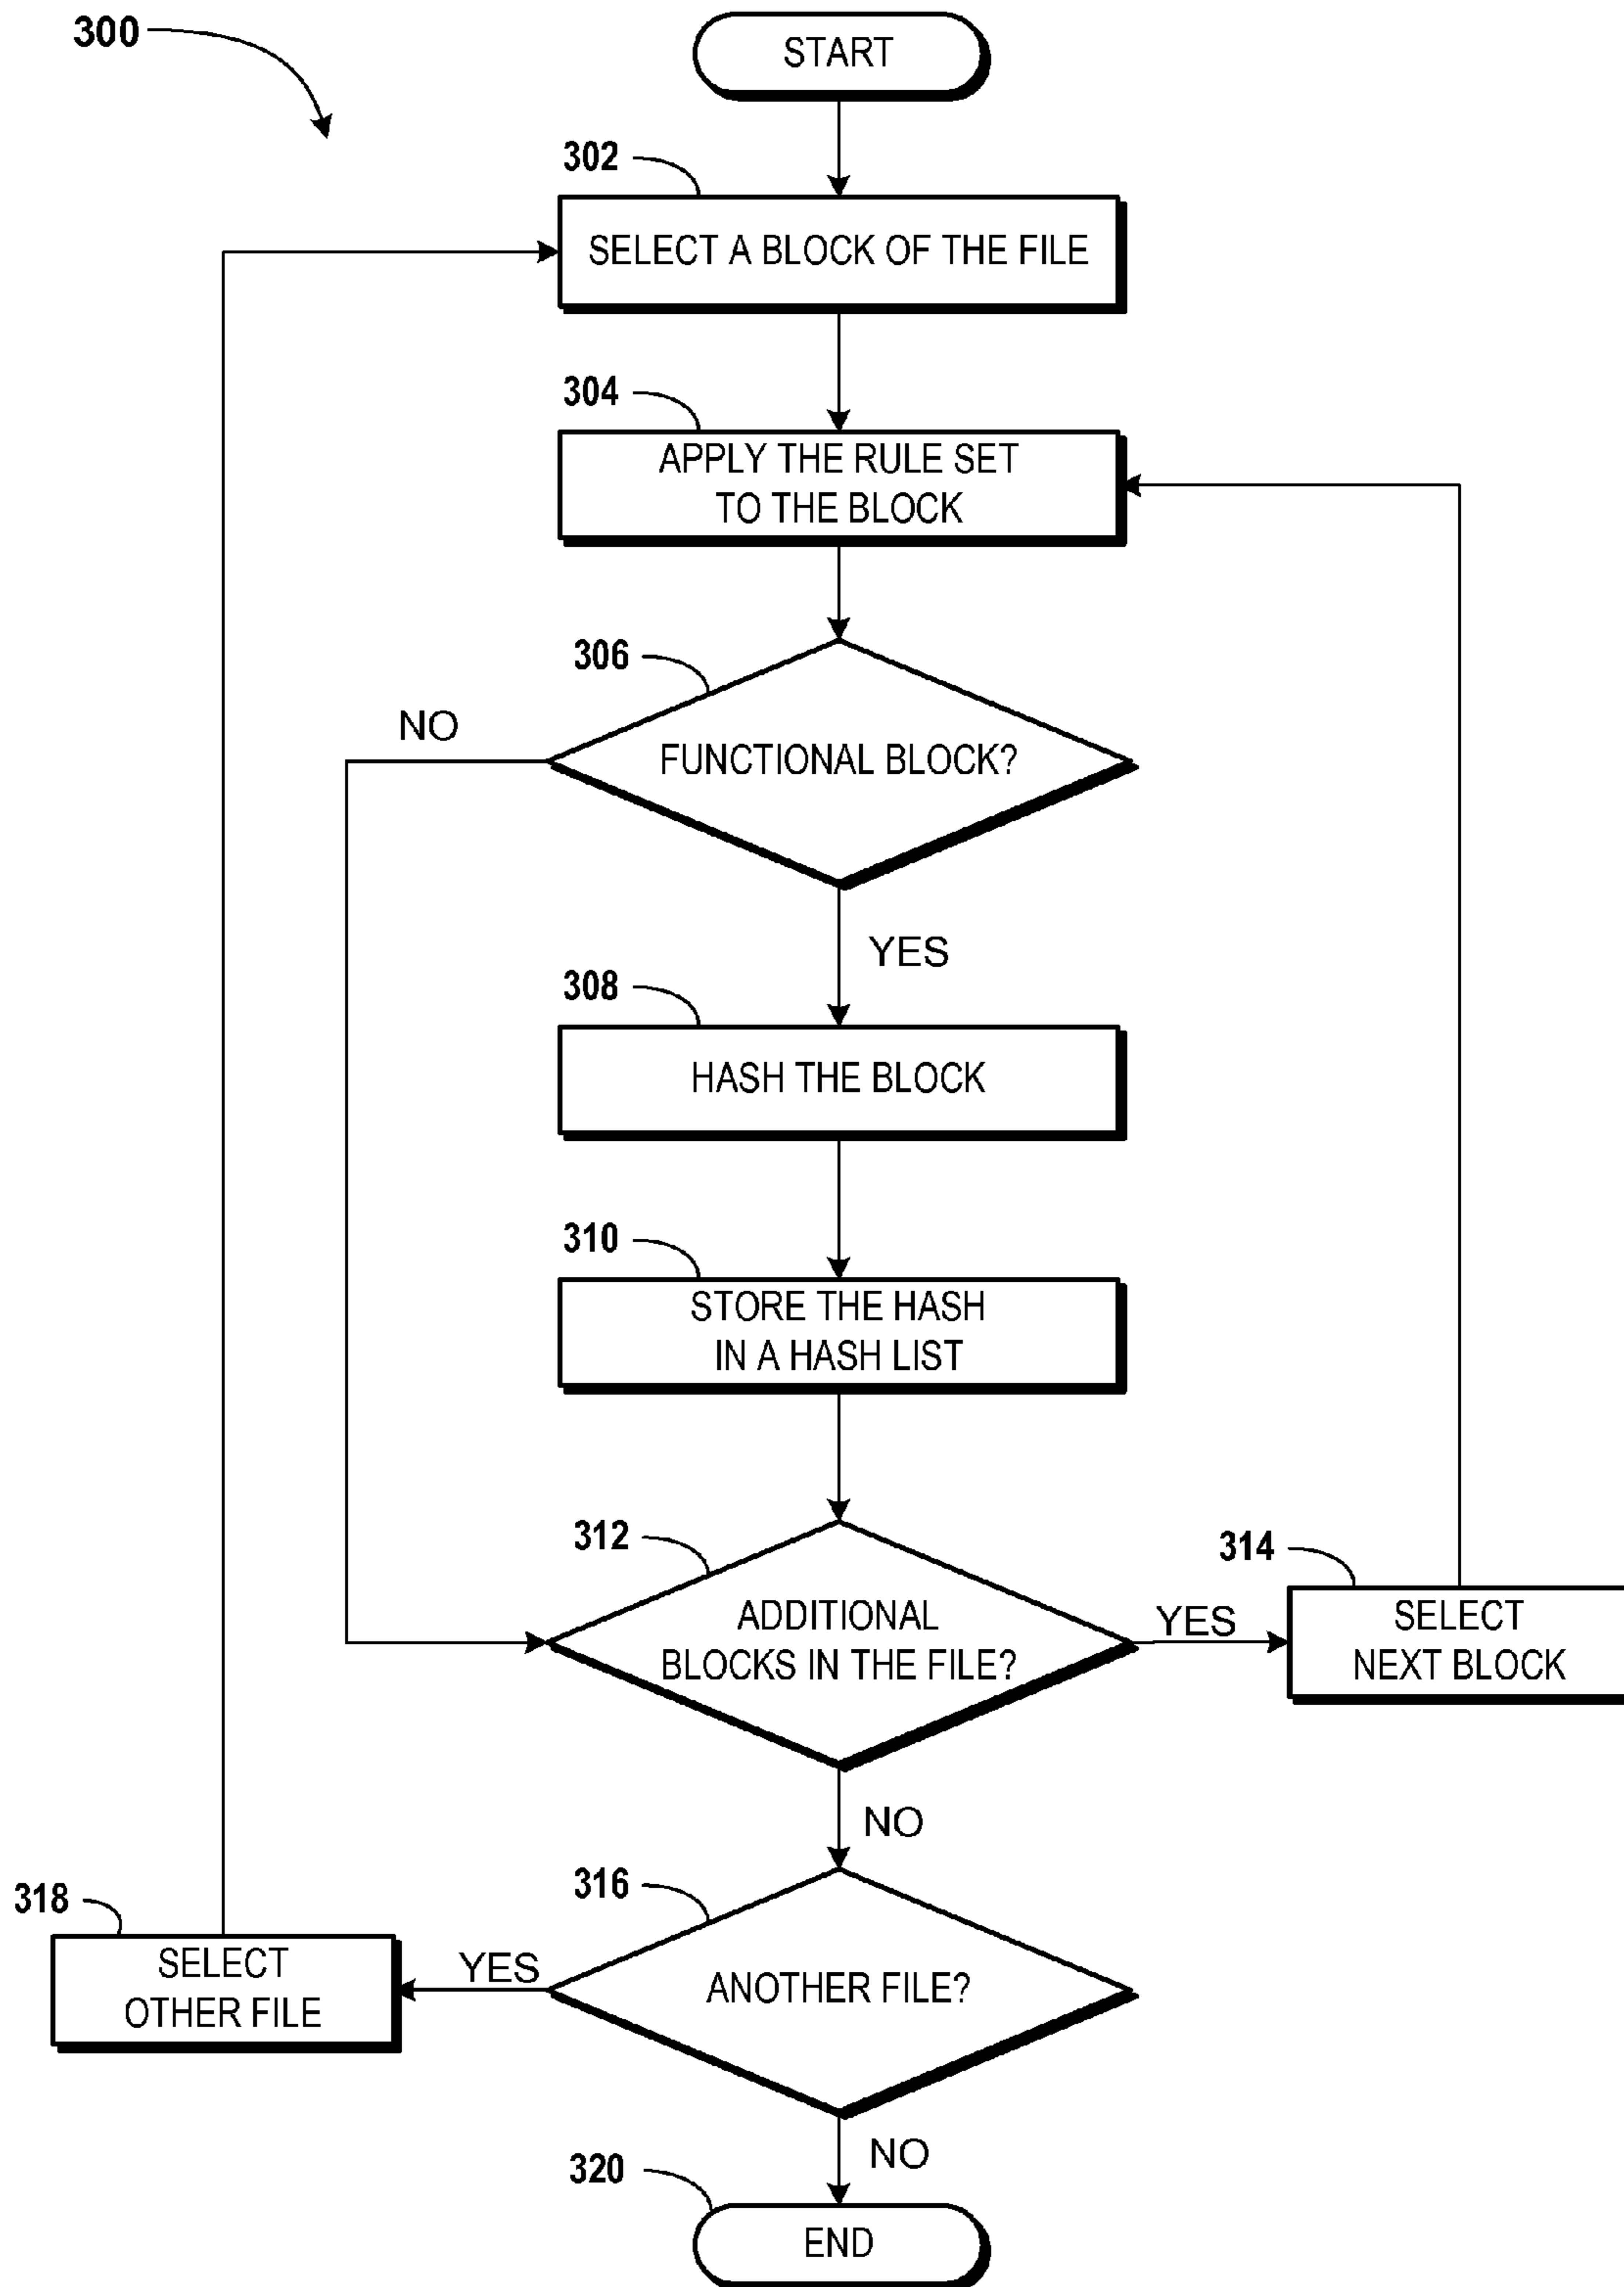 300
START
302
SELECT A BLOCK OF THE FILE
304
APPLY THE RULE SET
TO THE BLOCK
306
NO
FUNCTIONAL BLOCK?
YES
308
HASH THE BLOCK
310
STORE THE HASH
IN A HASH LIST
312
ADDITIONAL
BLOCKS IN THE FILE?
YES
314
SELECT
NEXT BLOCK
NO
316
ANOTHER FILE?
YES
318
SELECT
OTHER FILE
NO
320
END